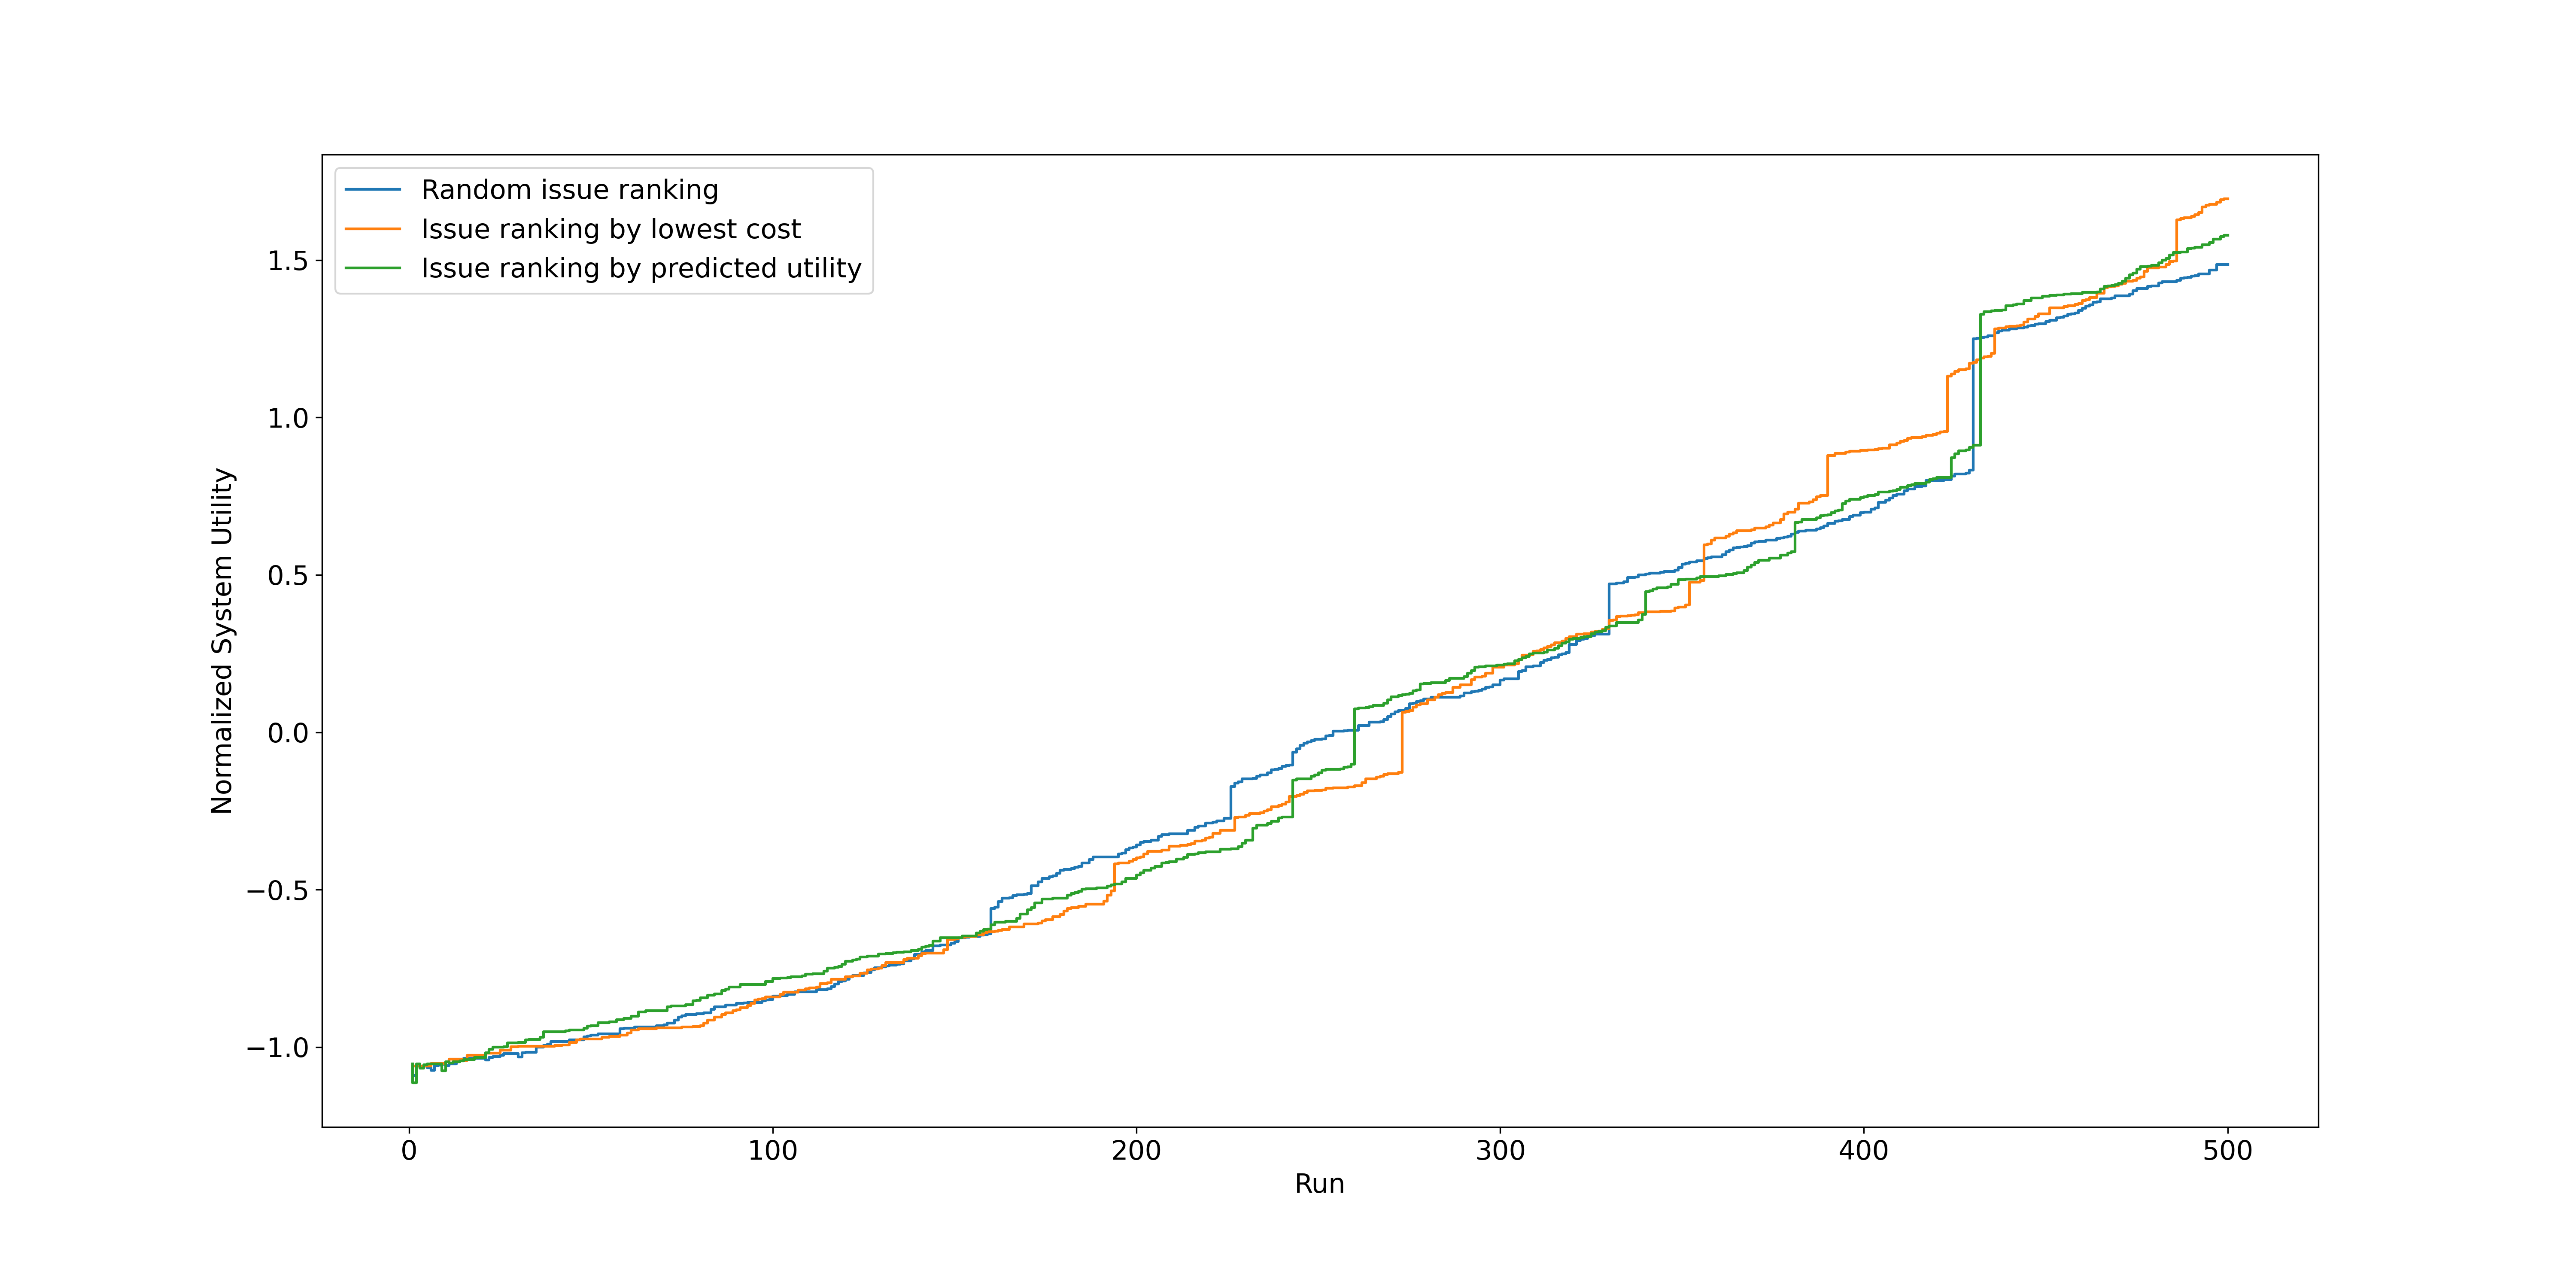 Random issue ranking
Issue ranking by lowest cost
Issue ranking by predicted utility
Normalized System Utility
1.5
1.0
0.5
0.0
−0.5
−1.0
0 100 200 300 400 500
Run